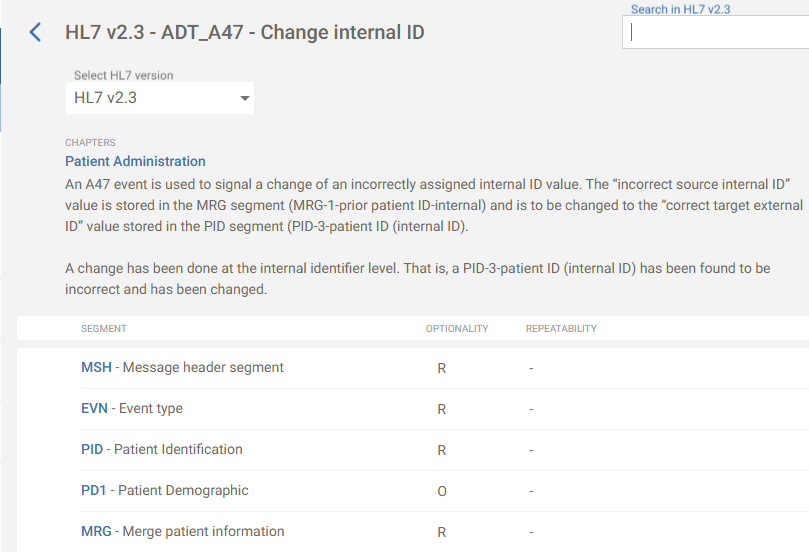 Search in HL7 v2.3
HL7 v2.3 - ADT_A47 - Change internal ID
Select HL7 version
HL7 v2.3
CHAPTERS
Patient Administration
An A47 event is used to signal a change of an incorrectly assigned internal ID value. The “incorrect source internal ID”
value is stored in the MRG segment (MRG-1-prior patient ID-internal) and is to be changed to the “correct target external
ID” value stored in the PID segment (PID-3-patient ID (internal ID).
A change has been done at the internal identifier level. That is, a PID-3-patient ID (internal ID) has been found to be
incorrect and has been changed.
SEGMENT OPTIONALITY REPEATABILITY
MSH - Message header segment R -
EVN - Event type R -
PID - Patient Identification R -
PD1 - Patient Demographic O -
MRG - Merge patient information R -